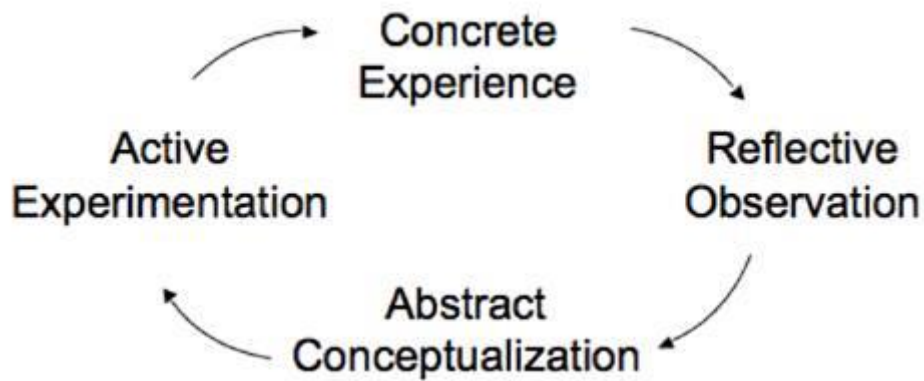 Concrete
Experience
Reflective
Observation
Abstract
Conceptualization
Active
Experimentation